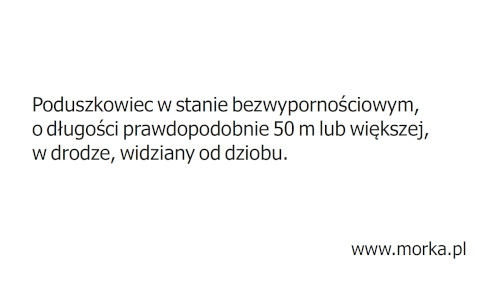 Poduszkowiec w stanie bezwypornościowym,
o długości prawdopodobnie 50 m lub większej,
w drodze, widziany od dziobu.
www.morka.pl